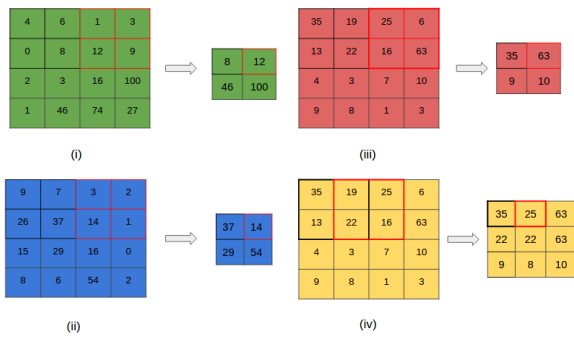 4 6 1 3
0 8 12 9
2 3 16 100
1 46 74 27
8 12
46 100
(i)
35 19 25 6
13 22 16 63
4 3 7 10
9 8 1 3
35 63
9 10
(iii)
9 7 3 2
26 37 14 1
15 29 16 0
8 6 54 2
37 14
29 54
(ii)
35 19 25 6
13 22 16 63
4 3 7 10
9 8 1 3
35 25 63
22 22 63
9 8 10
(iv)